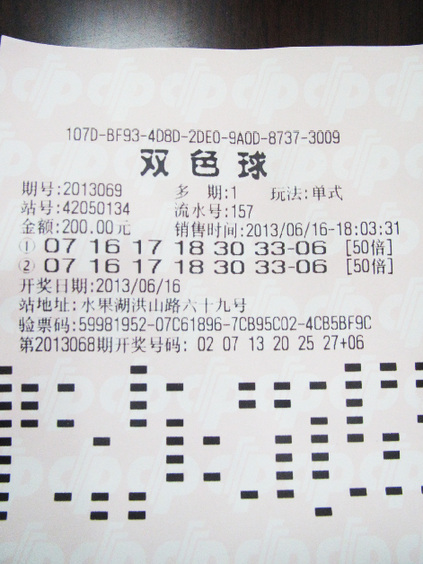 107D-BF93-4D8D-2DE0-9A0D-8737-3009
双色球
期号:2013069 多 期:1 玩法:单式
站号:42050134 流水号:157
金额:200.00元 销售时间:2013/06/16-18:03:31
① 07 16 17 18 30 33-06 [50倍]
② 07 16 17 18 30 33-06 [50倍]
开奖日期:2013/06/16
站地址:水果湖洪山路六十九号
验票码:59981952-07C61896-7CB95C02-4CB5BF9C
第2013068期开奖号码: 02 07 13 20 25 27+06